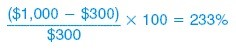 ($1,000 − $300)
$300
× 100 = 233%